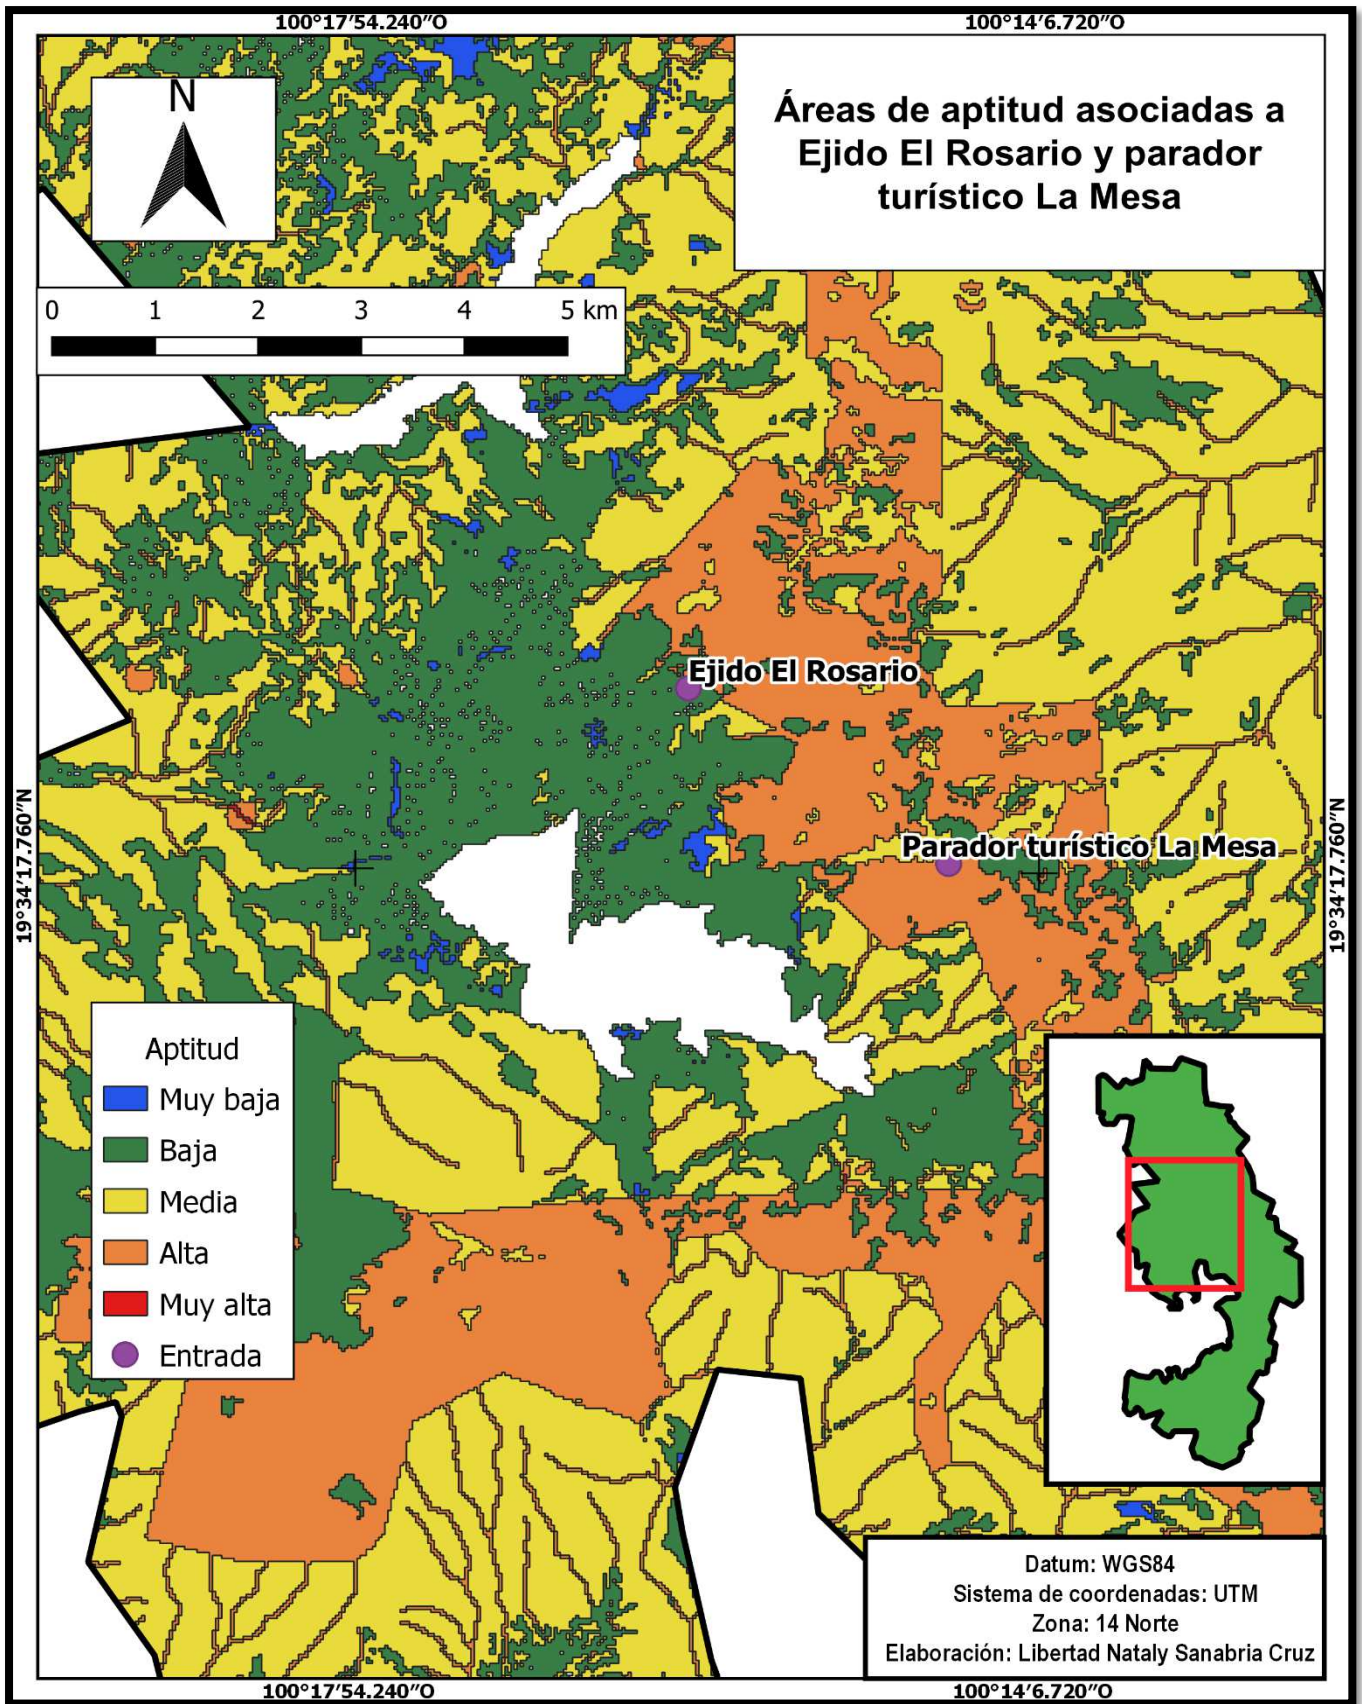 100°17′54.240″O
100°14′6.720″O
N
Áreas de aptitud asociadas a
Ejido El Rosario y parador
turístico La Mesa
0 1 2 3 4 5 km
Ejido El Rosario
Parador turístico La Mesa
19°34′17.760″N
19°34′17.760″N
Aptitud
Muy baja
Baja
Media
Alta
Muy alta
Entrada
Datum: WGS84
Sistema de coordenadas: UTM
Zona: 14 Norte
Elaboración: Libertad Nataly Sanabria Cruz
100°17′54.240″O
100°14′6.720″O